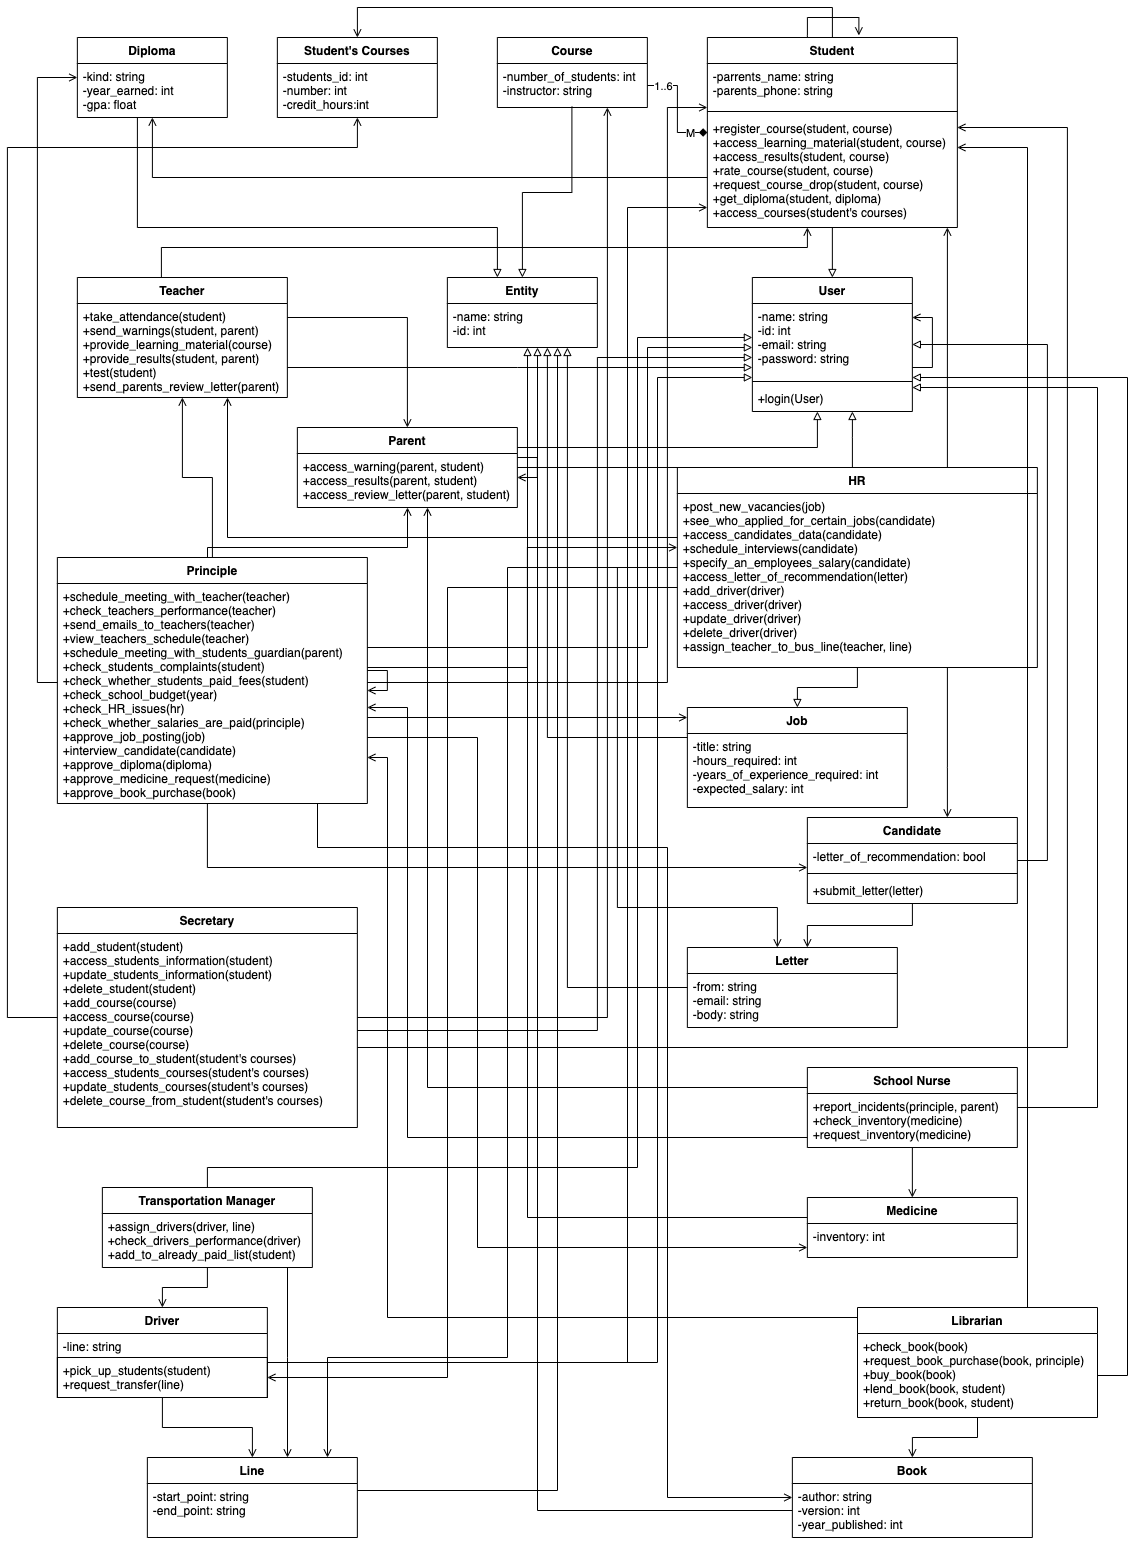 Diploma
-kind: string
-year_earned: int
-gpa: float
Student's Courses
-students_id: int
-number: int
-credit_hours:int
Course
-number_of_students: int
-instructor: string
1..6
M
Student
-parrents_name: string
-parents_phone: string
+register_course(student, course)
+access_learning_material(student, course)
+access_results(student, course)
+rate_course(student, course)
+request_course_drop(student, course)
+get_diploma(student, diploma)
+access_courses(student's courses)
Teacher
+take_attendance(student)
+send_warnings(student, parent)
+provide_learning_material(course)
+provide_results(student, parent)
+test(student)
+send_parents_review_letter(parent)
Entity
-name: string
-id: int
User
-name: string
-id: int
-email: string
-password: string
+login(User)
Parent
+access_warning(parent, student)
+access_results(parent, student)
+access_review_letter(parent, student)
HR
+post_new_vacancies(job)
+see_who_applied_for_certain_jobs(candidate)
+access_candidates_data(candidate)
+schedule_interviews(candidate)
+specify_an_employees_salary(candidate)
+access_letter_of_recommendation(letter)
+add_driver(driver)
+access_driver(driver)
+update_driver(driver)
+delete_driver(driver)
+assign_teacher_to_bus_line(teacher, line)
Principle
+schedule_meeting_with_teacher(teacher)
+check_teachers_performance(teacher)
+send_emails_to_teachers(teacher)
+view_teachers_schedule(teacher)
+schedule_meeting_with_students_guardian(parent)
+check_students_complaints(student)
+check_whether_students_paid_fees(student)
+check_school_budget(year)
+check_HR_issues(hr)
+check_whether_salaries_are_paid(principle)
+approve_job_posting(job)
+interview_candidate(candidate)
+approve_diploma(diploma)
+approve_medicine_request(medicine)
+approve_book_purchase(book)
Job
-title: string
-hours_required: int
-years_of_experience_required: int
-expected_salary: int
Candidate
-letter_of_recommendation: bool
+submit_letter(letter)
Secretary
+add_student(student)
+access_students_information(student)
+update_students_information(student)
+delete_student(student)
+add_course(course)
+access_course(course)
+update_course(course)
+delete_course(course)
+add_course_to_student(student's courses)
+access_students_courses(student's courses)
+update_students_courses(student's courses)
+delete_course_from_student(student's courses)
Letter
-from: string
-email: string
-body: string
School Nurse
+report_incidents(principle, parent)
+check_inventory(medicine)
+request_inventory(medicine)
Transportation Manager
+assign_drivers(driver, line)
+check_drivers_performance(driver)
+add_to_already_paid_list(student)
Medicine
-inventory: int
Driver
-line: string
+pick_up_students(student)
+request_transfer(line)
Librarian
+check_book(book)
+request_book_purchase(book, principle)
+buy_book(book)
+lend_book(book, student)
+return_book(book, student)
Line
-start_point: string
-end_point: string
Book
-author: string
-version: int
-year_published: int